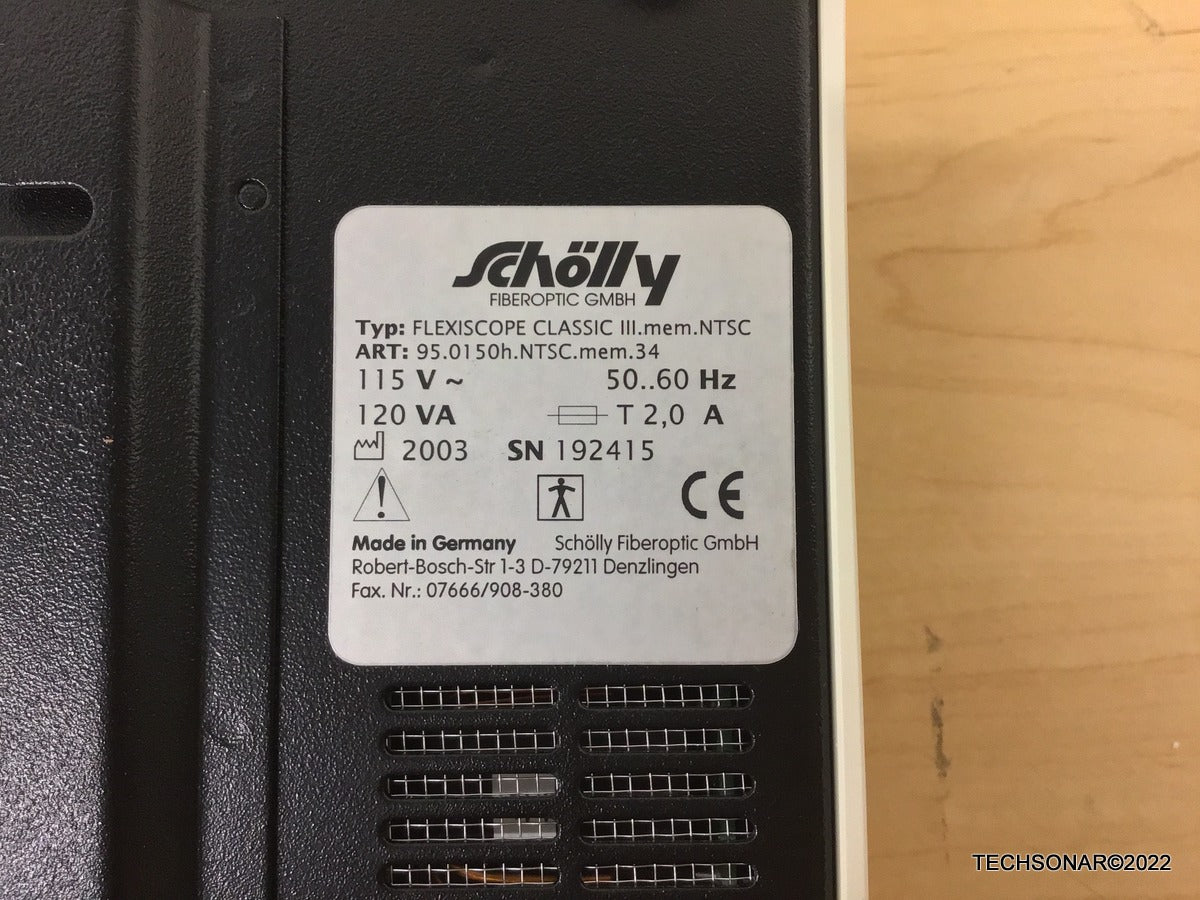 Schölly
FIBEROPTIC GMBH
Typ: FLEXISCOPE CLASSIC III.mem.NTSC
ART: 95.0150h.NTSC.mem.34
115 V ~ 50..60 Hz
120 VA T 2,0 A
2003 SN 192415
CE
Made in Germany Schölly Fiberoptic GmbH
Robert-Bosch-Str 1-3 D-79211 Denzlingen
Fax. Nr.: 07666/908-380
TECHSONAR©2022